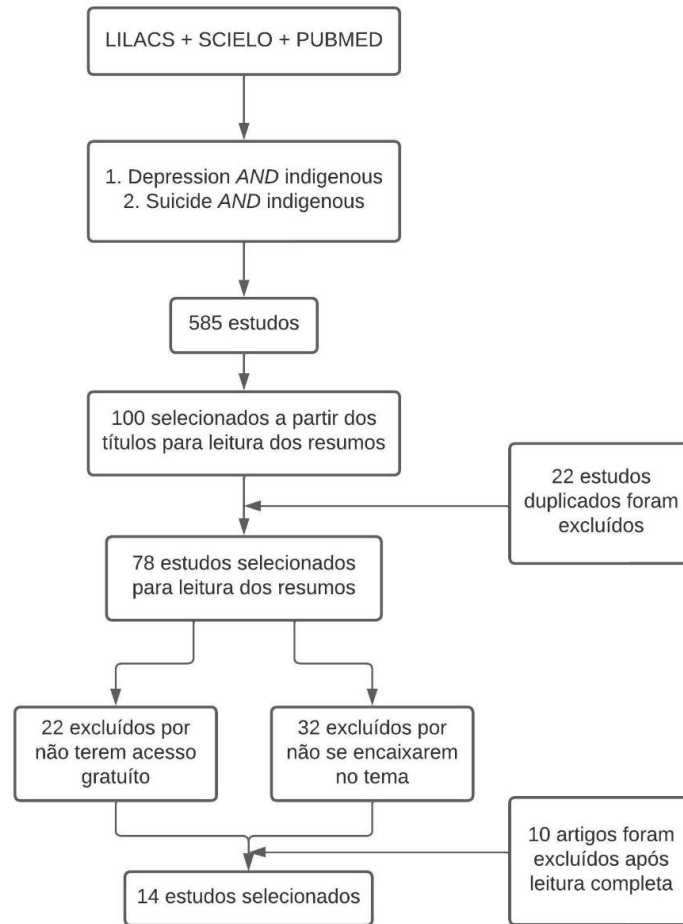 LILACS + SCIELO + PUBMED
1. Depression AND indigenous
2. Suicide AND indigenous
585 estudos
100 selecionados a partir dos
títulos para leitura dos resumos
22 estudos
duplicados foram
excluídos
78 estudos selecionados
para leitura dos resumos
22 excluídos por
não terem acesso
gratuíto
32 excluídos por
não se encaixarem
no tema
10 artigos foram
excluídos após
leitura completa
14 estudos selecionados